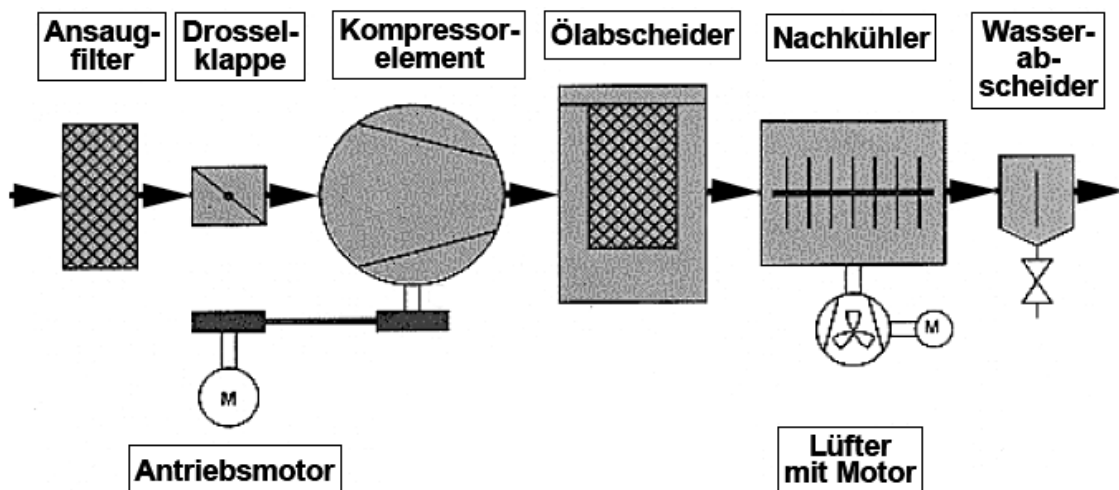 Ansaug-
filter
Drossel-
klappe
Kompressor-
element
Ölabscheider
Nachkühler
Wasser-
ab-
scheider
M
M
Antriebsmotor
Lüfter
mit Motor